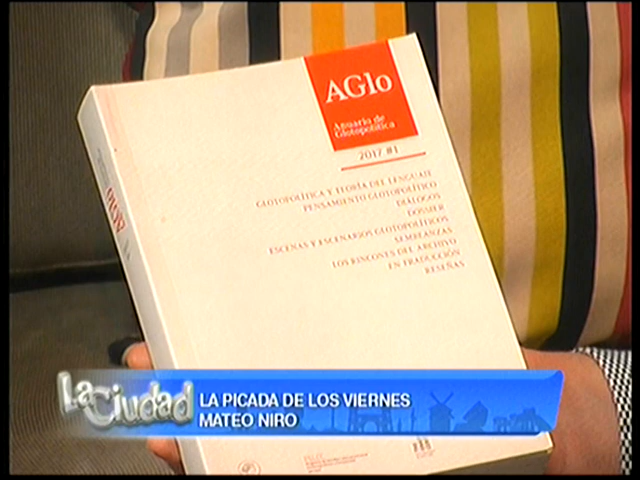 AGlo
Anuario de
Glotopolítica
2017 #1
GLOTOPOLÍTICA Y TEORÍA DEL LENGUAJE
PENSAMIENTO GLOTOPOLÍTICO
DIÁLOGOS
DOSSIER
ESCENAS Y ESCENARIOS GLOTOPOLÍTICOS
SEMBLANZAS
LOS RINCONES DEL ARCHIVO
EN TRADUCCIÓN
RESEÑAS
AGlo
La Ciudad
LA PICADA DE LOS VIERNES
MATEO NIRO